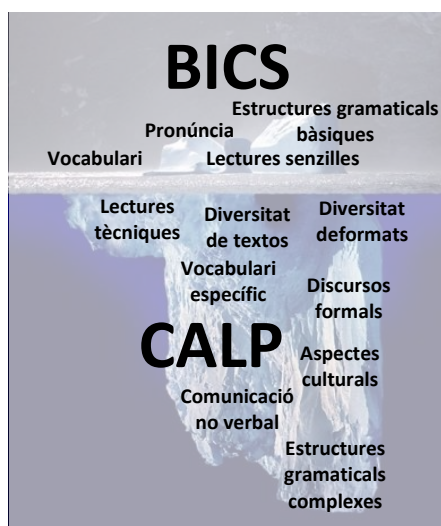 BICS
Estructures gramaticals
bàsiques
Pronúncia
Vocabulari
Lectures senzilles
Lectures
tècniques
Diversitat
de textos
Diversitat
deformats
Vocabulari
específic
Discursos
formals
CALP
Aspectes
culturals
Comunicació
no verbal
Estructures
gramaticals
complexes